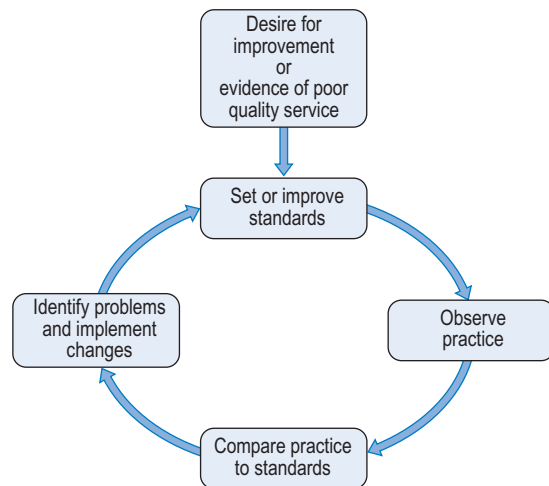 Desire for
improvement
or
evidence of poor
quality service
Set or improve
standards
Observe
practice
Compare practice
to standards
Identify problems
and implement
changes